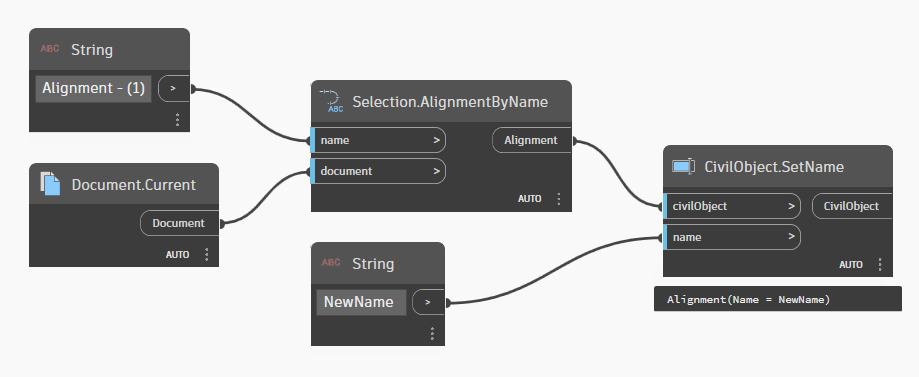 ABC String
Alignment - (1) >
Document.Current
Document
AUTO
ABC Selection.AlignmentByName
name > Alignment
document >
AUTO
ABC String
NewName >
CivilObject.SetName
civilObject > CivilObject
name >
AUTO
Alignment(Name = NewName)